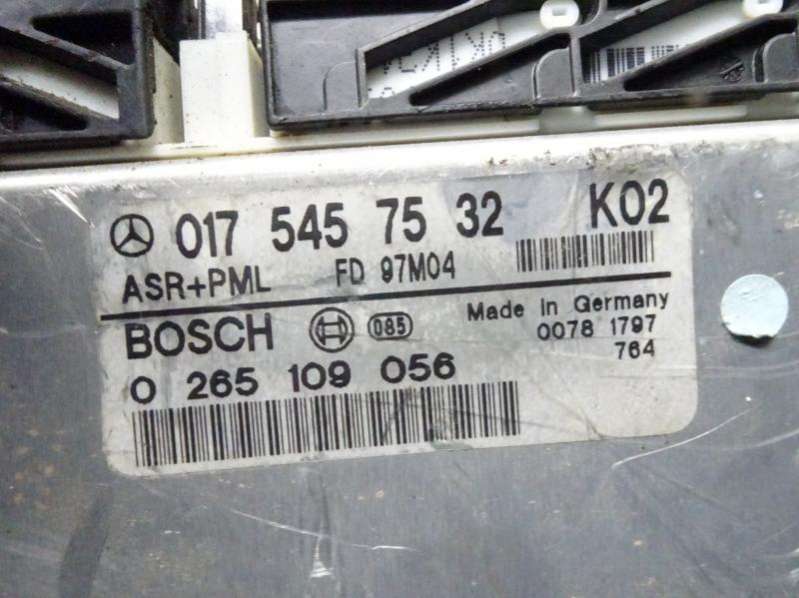 017 545 75 32 K02
ASR+PML FD 97M04
BOSCH 085 Made in Germany
0 265 109 056 0078 1797
764